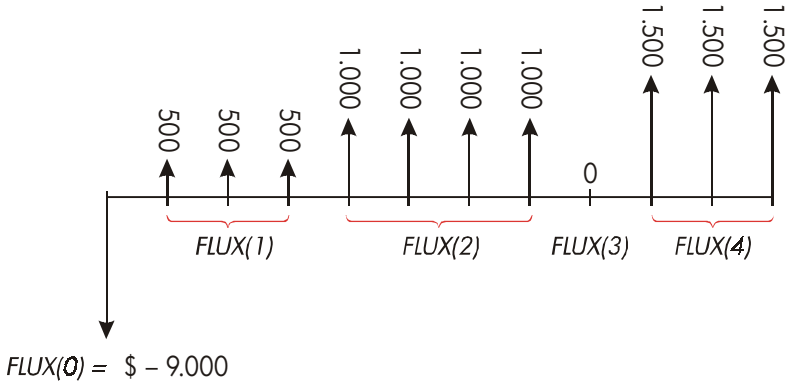 500 500 500 1.000 1.000 1.000 1.000 0 1.500 1.500 1.500
FLUX(1) FLUX(2) FLUX(3) FLUX(4)
FLUX(0) = $ – 9.000